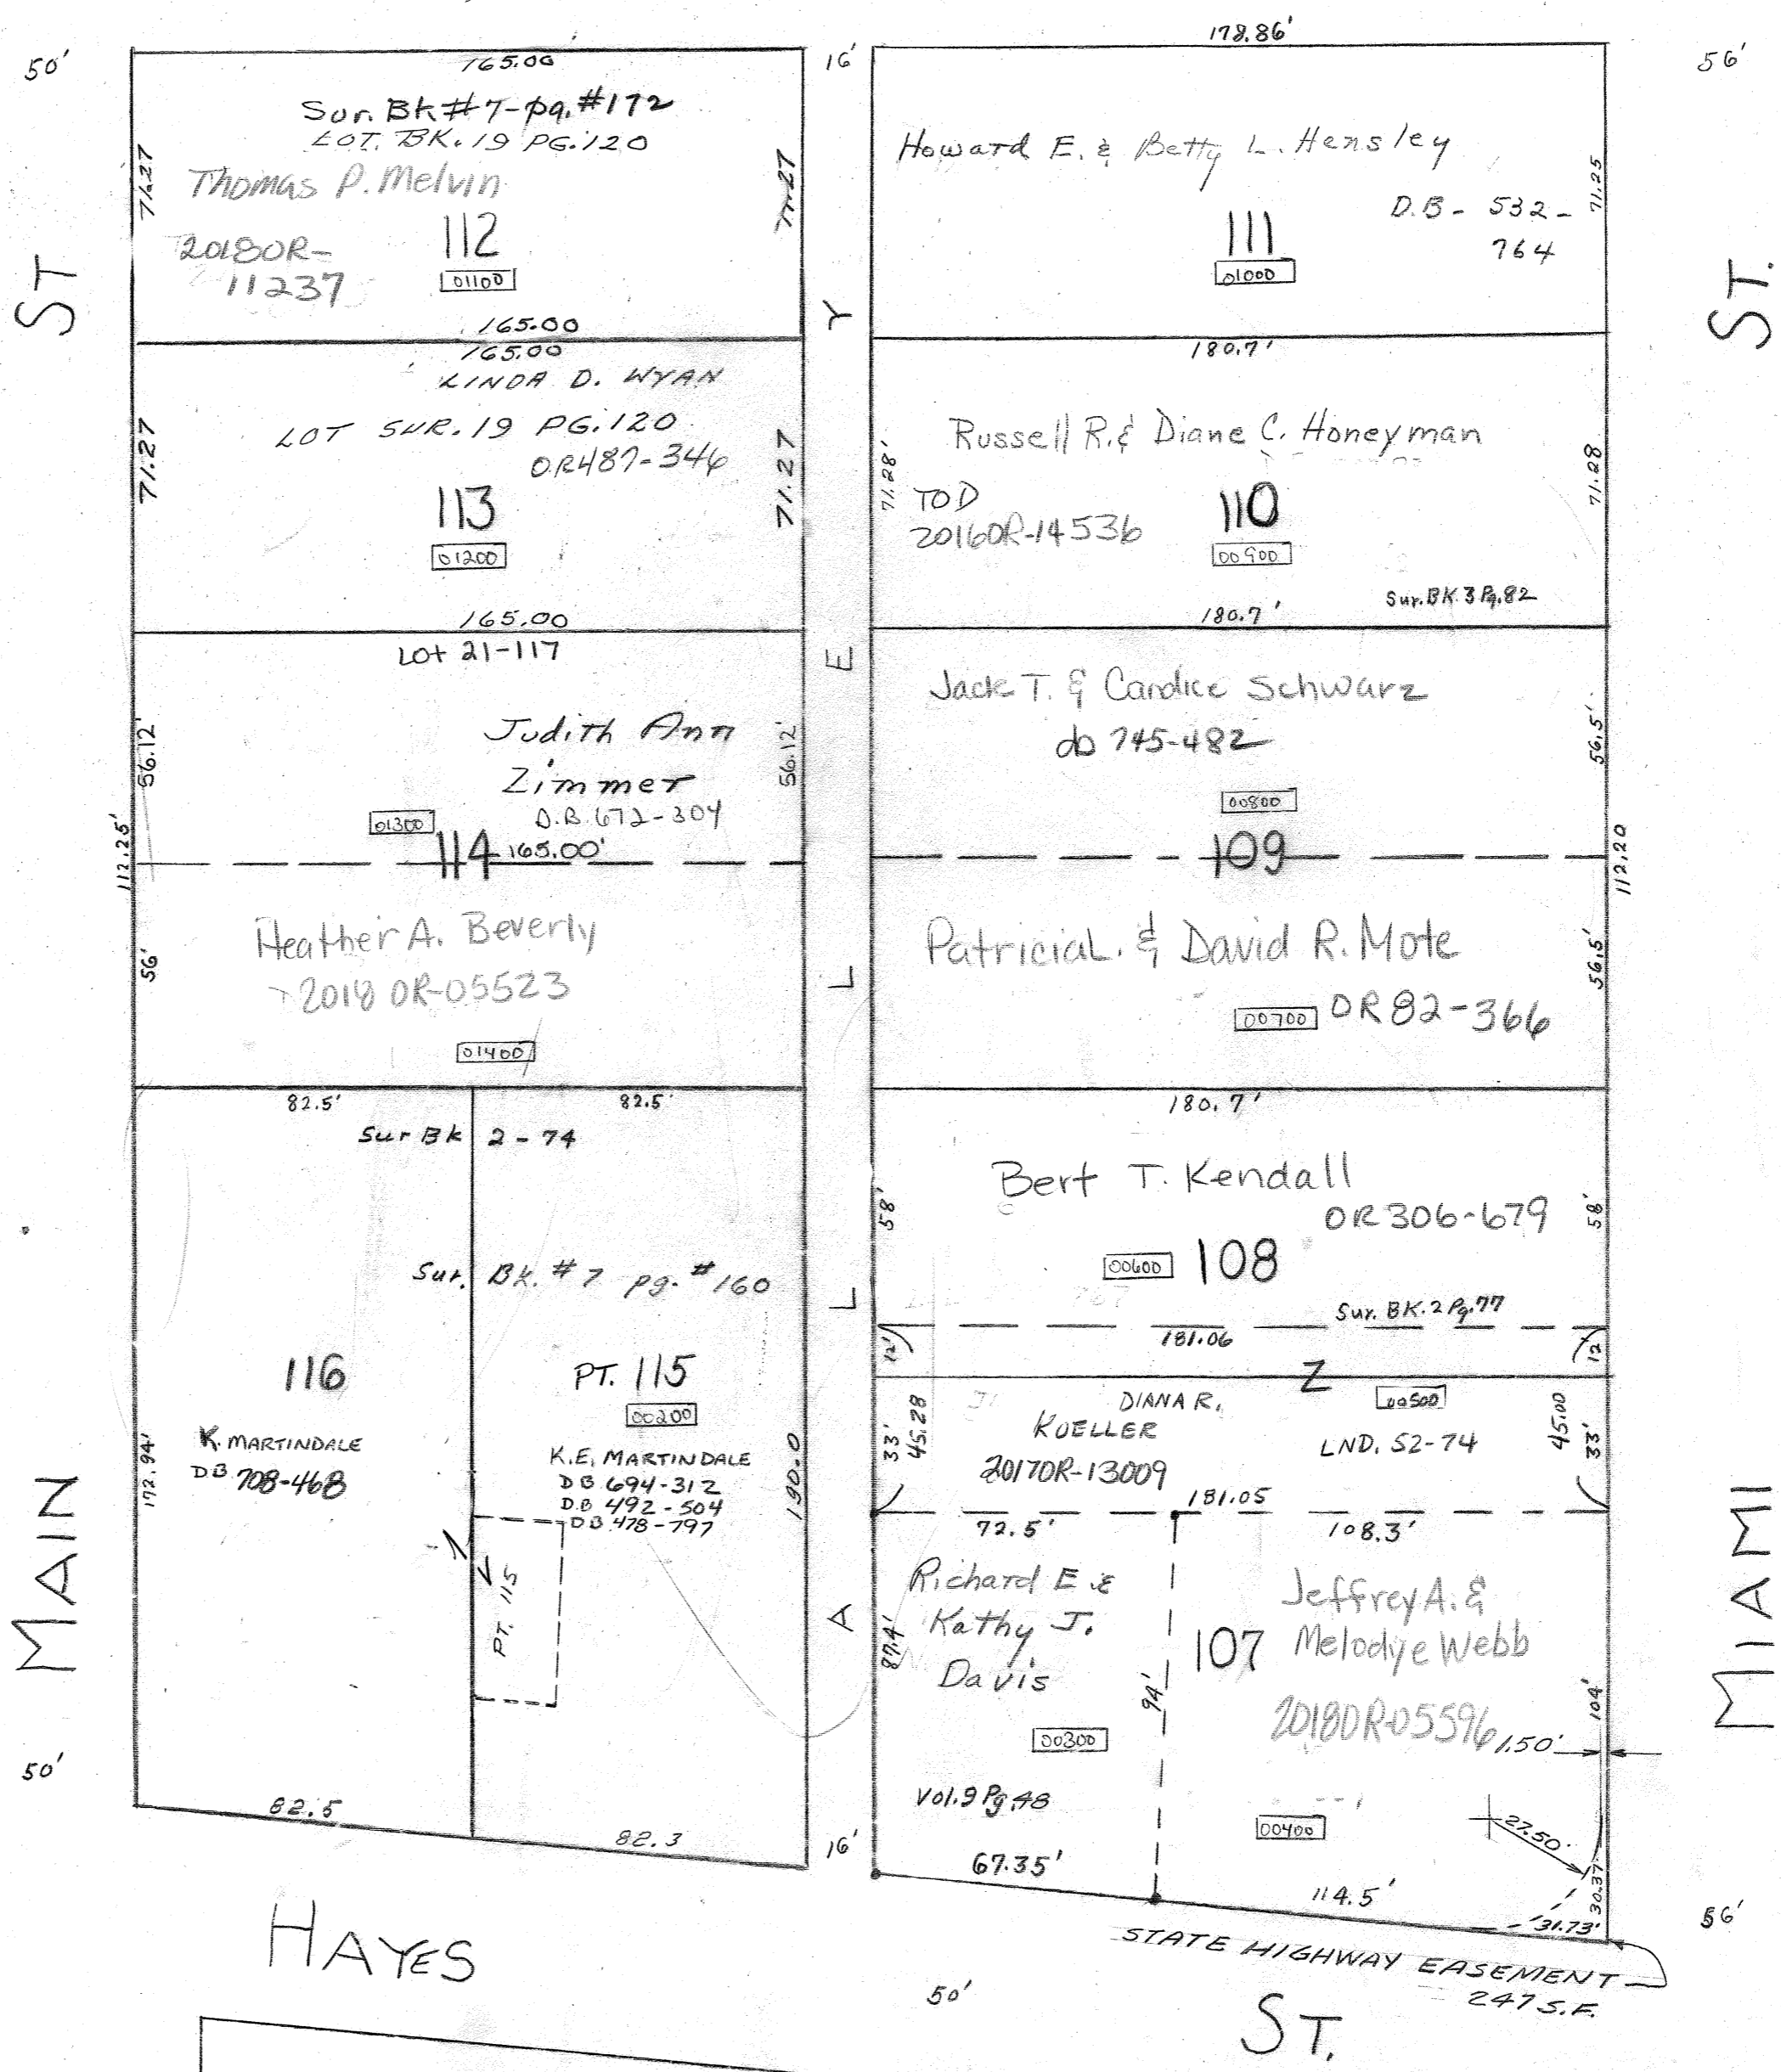 50'
165.00
16'
178.86'
56'
Sur. Bk #7-pg. #172
LOT. BK. 19 PG. 120
Thomas P. Melvin
20180R-
11237
112
01100
71.27
71.27
165.00
Howard E. & Betty L. Hensley
D.B - 532 -
764
111
01000
71.25
ST
ST.
165.00
LINDA D. WYAN
LOT SUR. 19 PG. 120
O.R 487-346
113
01200
71.27
71.27
165.00
180.7'
Russell R. & Diane C. Honeyman
TOD
20160R-14536
110
00900
71.28'
71.28
Sur. BK. 3 Pg. 82
180.7'
Lot 21-117
Judith Ann
Zimmer
D.B. 672-304
01300
114
165.00'
56.12'
56.12'
112.25'
Jack T. & Candice Schwarz
db 745-482
00800
109
56.5'
112.20
Heather A. Beverly
2018 OR-05523
01400
56'
Patricia L. & David R. Mote
00700
OR 82-366
56.5'
82.5'
82.5'
Sur Bk 2 - 74
Sur. Bk. #7 pg. #160
116
K. MARTINDALE
DB 708-468
172.94'
PT. 115
00200
K.E. MARTINDALE
DB 694-312
D.B 492-504
DB 478-797
190.0
PT. 115
82.5
82.3
180.7'
Bert T. Kendall
OR 306-679
00600
108
58'
58'
Sur. BK. 2 Pg. 77
181.06
12'
12'
Z
DIANA R.
KUELLER
20170R-13009
00500
LND. 52-74
33'
45.28
45.00
33'
181.05
72.5'
108.3'
Richard E &
Kathy J.
Davis
87.4'
00300
Vol. 9 Pg. 48
67.35'
94'
107
Jeffrey A. &
Melodye Webb
20180R-05596
104'
1.50'
00400
27.50'
30.37'
31.73'
114.5'
ALLEY
MAIN
MIAMI
50'
16'
56'
STATE HIGHWAY EASEMENT
247 S.F.
HAYES
50'
ST.